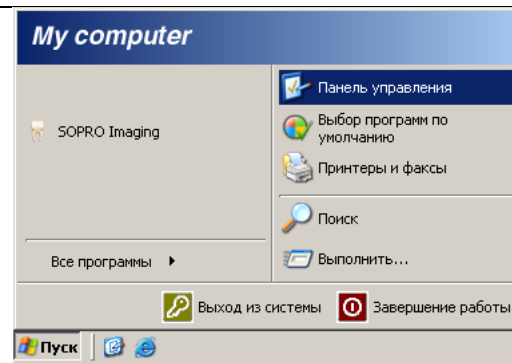 My computer
SOPRO Imaging
Все программы
Панель управления
Выбор программ по
умолчанию
Принтеры и факсы
Поиск
Выполнить...
Выход из системы
Завершение работы
Пуск